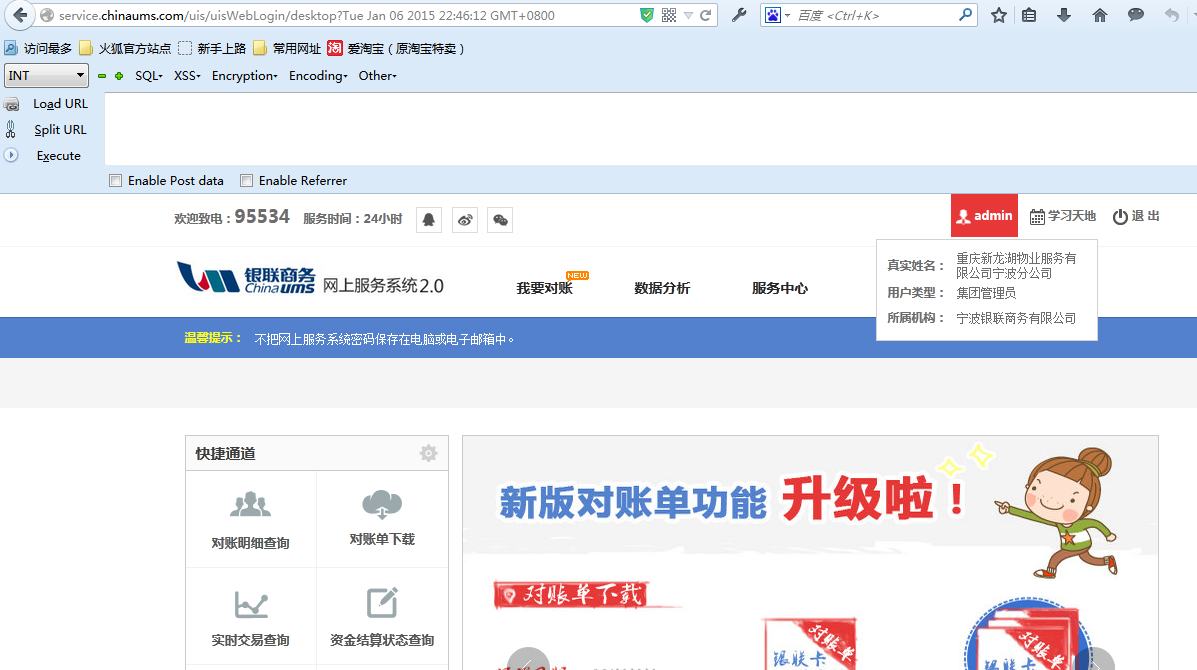 service.chinaums.com/uis/uisWebLogin/desktop?Tue Jan 06 2015 22:46:12 GMT+0800
百度 <Ctrl+K>
访问最多 火狐官方站点 新手上路 常用网址 淘 爱淘宝（原淘宝特卖）
INT SQL XSS Encryption Encoding Other
Load URL
Split URL
Execute
Enable Post data Enable Referrer
欢迎致电：95534 服务时间：24小时
admin 学习天地 退 出
真实姓名： 重庆新龙湖物业服务有
限公司宁波分公司
用户类型： 集团管理员
所属机构： 宁波银联商务有限公司
银联商务 Chinaums 网上服务系统2.0
我要对账 NEW 数据分析 服务中心
温馨提示： 不把网上服务系统密码保存在电脑或电子邮箱中。
快捷通道
对账明细查询 对账单下载
实时交易查询 资金结算状态查询
新版对账单功能 升级啦！
对账单下载
对账单
银联卡
对账单
银联卡